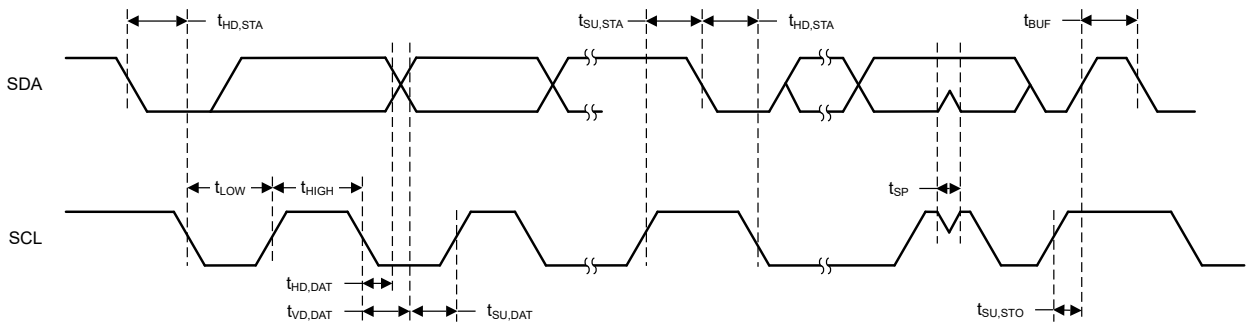 tHD,STA
tSU,STA
tHD,STA
tBUF
SDA
tLOW
tHIGH
tSP
SCL
tHD,DAT
tVD,DAT
tSU,DAT
tSU,STO